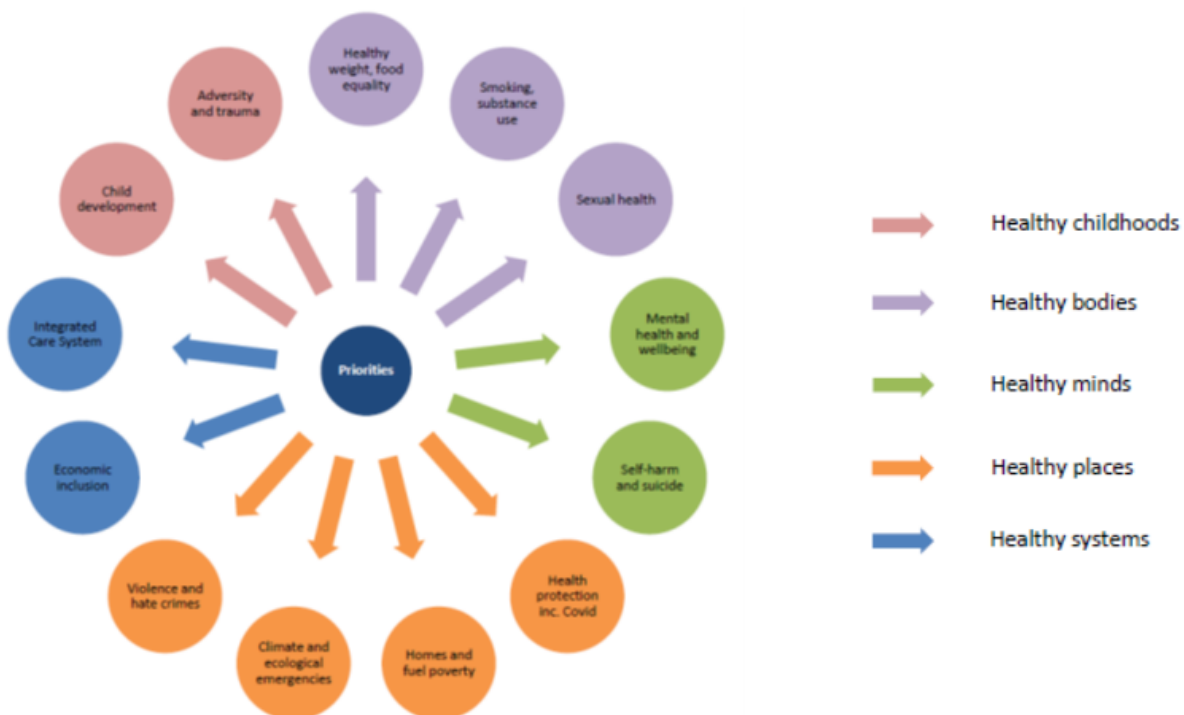 Healthy
weight, food
equality
Smoking,
substance
use
Sexual health
Mental
health and
wellbeing
Self-harm
and suicide
Health
protection
inc. Covid
Homes and
fuel poverty
Climate and
ecological
emergencies
Violence and
hate crimes
Economic
inclusion
Integrated
Care System
Child
development
Adversity
and trauma
Priorities
Healthy childhoods
Healthy bodies
Healthy minds
Healthy places
Healthy systems